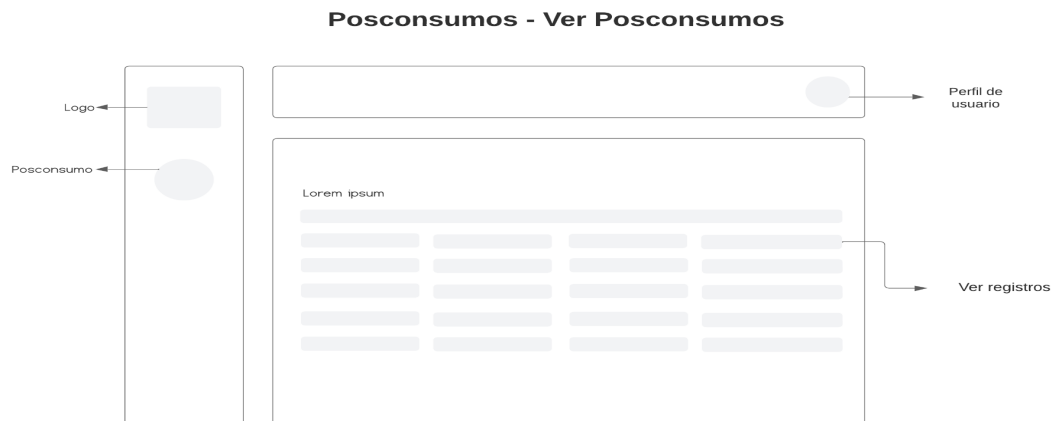 Posconsumos - Ver Posconsumos
Logo
Perfil de
usuario
Posconsumo
Lorem ipsum
Ver registros